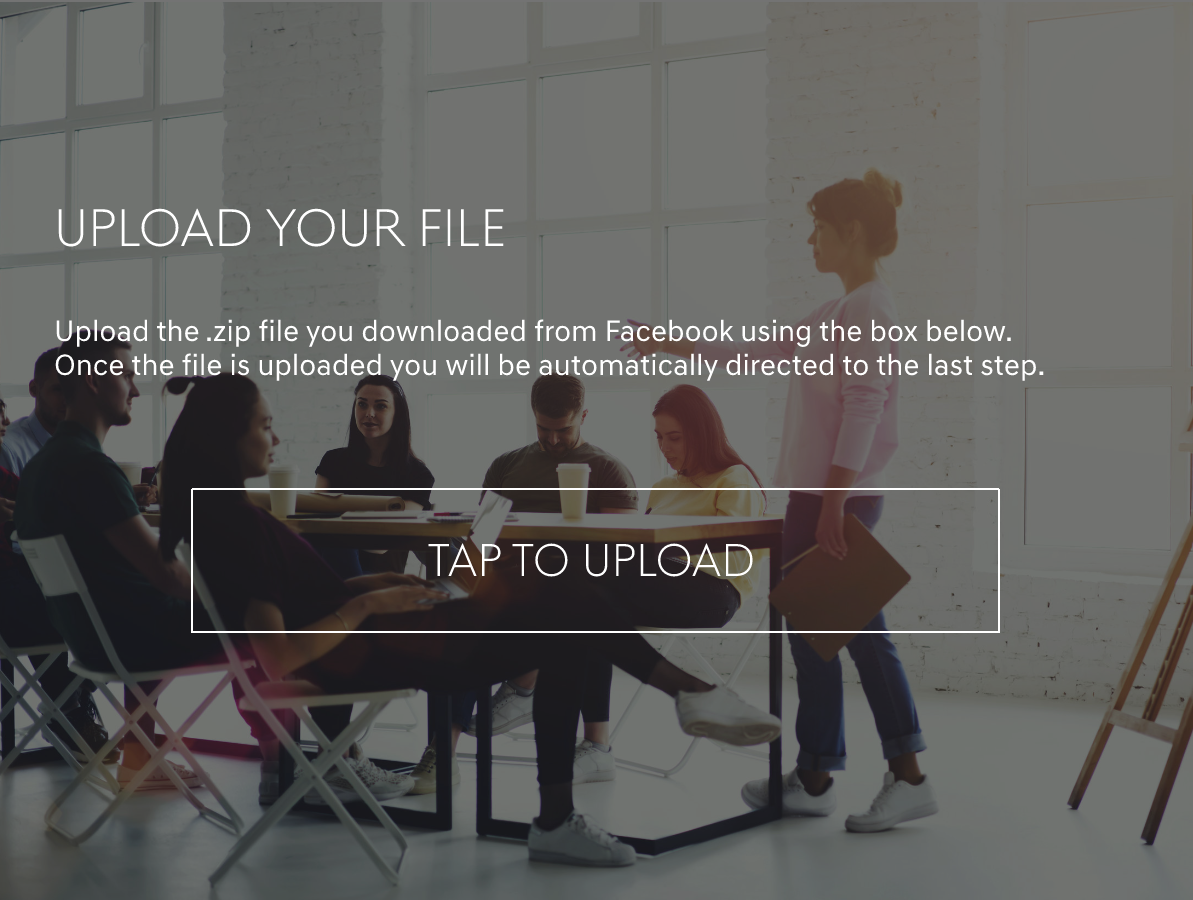 UPLOAD YOUR FILE
Upload the .zip file you downloaded from Facebook using the box below.
Once the file is uploaded you will be automatically directed to the last step.
TAP TO UPLOAD